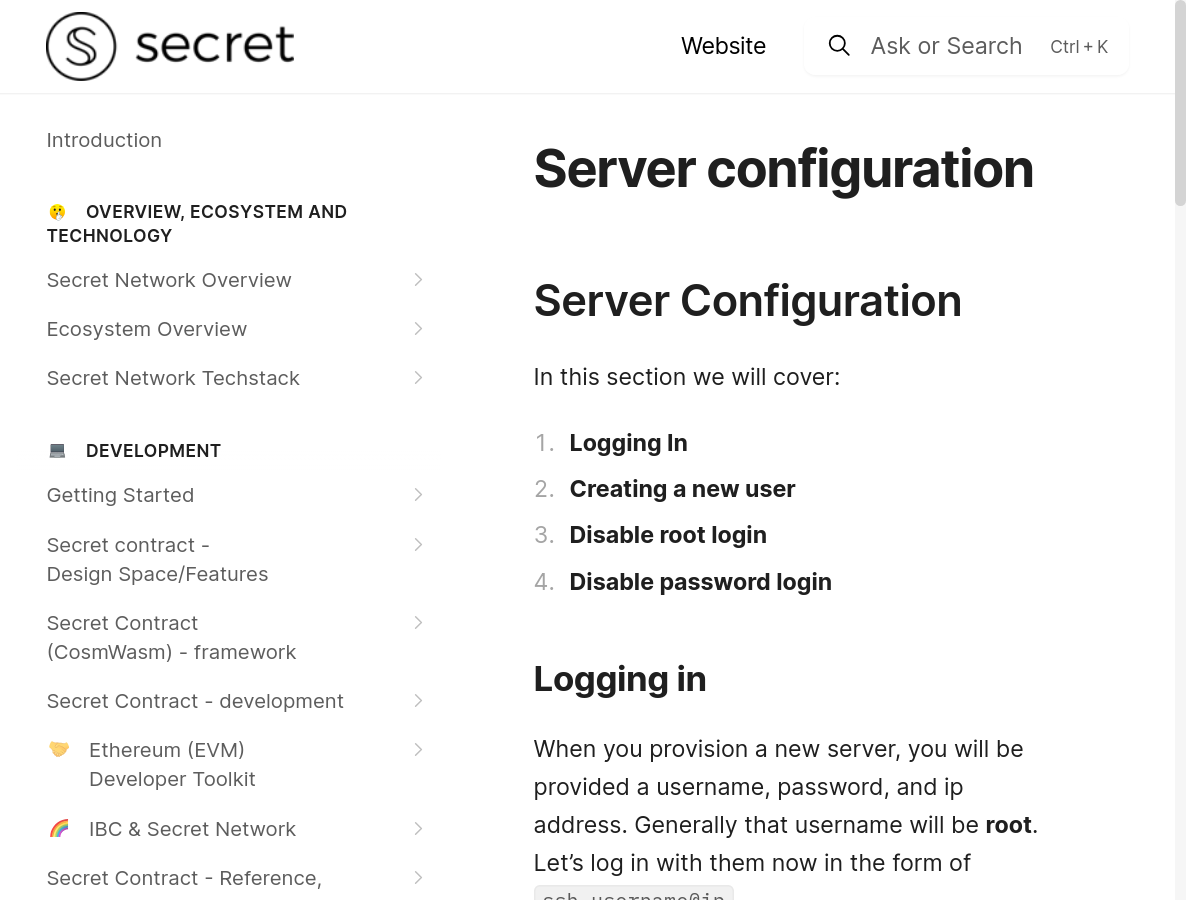 secret
Website
Ask or Search
Ctrl + K
Introduction
OVERVIEW, ECOSYSTEM AND
TECHNOLOGY
Secret Network Overview
Ecosystem Overview
Secret Network Techstack
DEVELOPMENT
Getting Started
Secret contract -
Design Space/Features
Secret Contract
(CosmWasm) - framework
Secret Contract - development
Ethereum (EVM)
Developer Toolkit
IBC & Secret Network
Secret Contract - Reference,
Server configuration
Server Configuration
In this section we will cover:
1. Logging In
2. Creating a new user
3. Disable root login
4. Disable password login
Logging in
When you provision a new server, you will be
provided a username, password, and ip
address. Generally that username will be root.
Let’s log in with them now in the form of
ssh username@ip